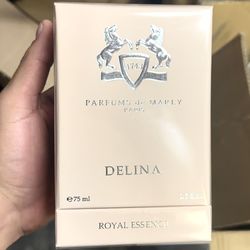 1743
PARFUMS de MARLY
PARIS
DELINA
℮75 ml
ROYAL ESSENCE